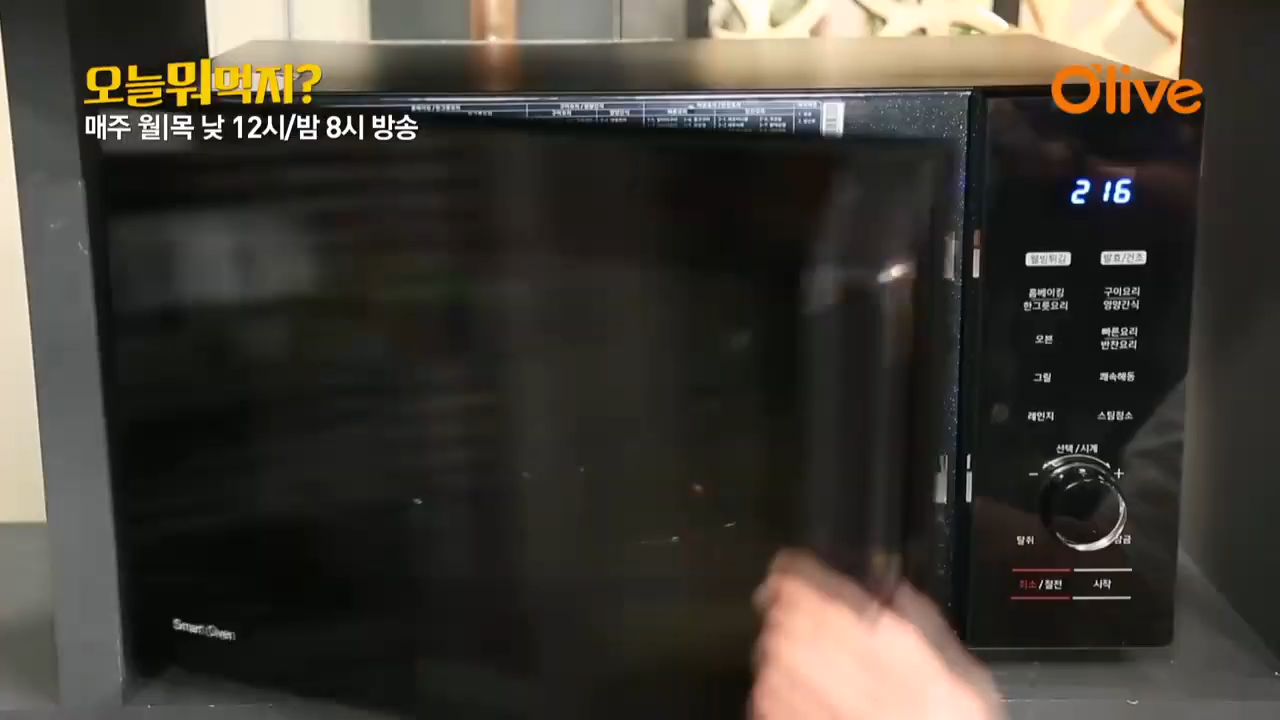 오늘뭐먹지?
매주 월|목 낮 12시/밤 8시 방송
O'live
216
웰빙튀김
발효/건조
홈베이킹
한그릇요리
구이요리
영양간식
오븐
빠른요리
반찬요리
그릴
쾌속해동
레인지
스팀청소
선택/시계
- +
탈취
잠금
취소/절전
시작
Smart Oven